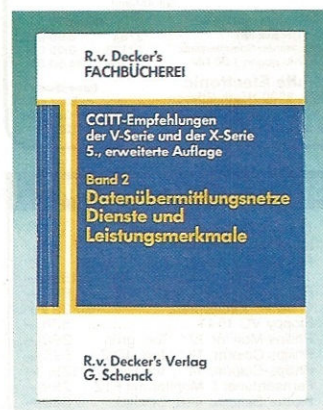 R.v. Decker's
FACHBÜCHEREI
CCITT-Empfehlungen
der V-Serie und der X-Serie
5., erweiterte Auflage
Band 2
Datenübermittlungsnetze
Dienste und
Leistungsmerkmale
R.v. Decker's Verlag
G. Schenck